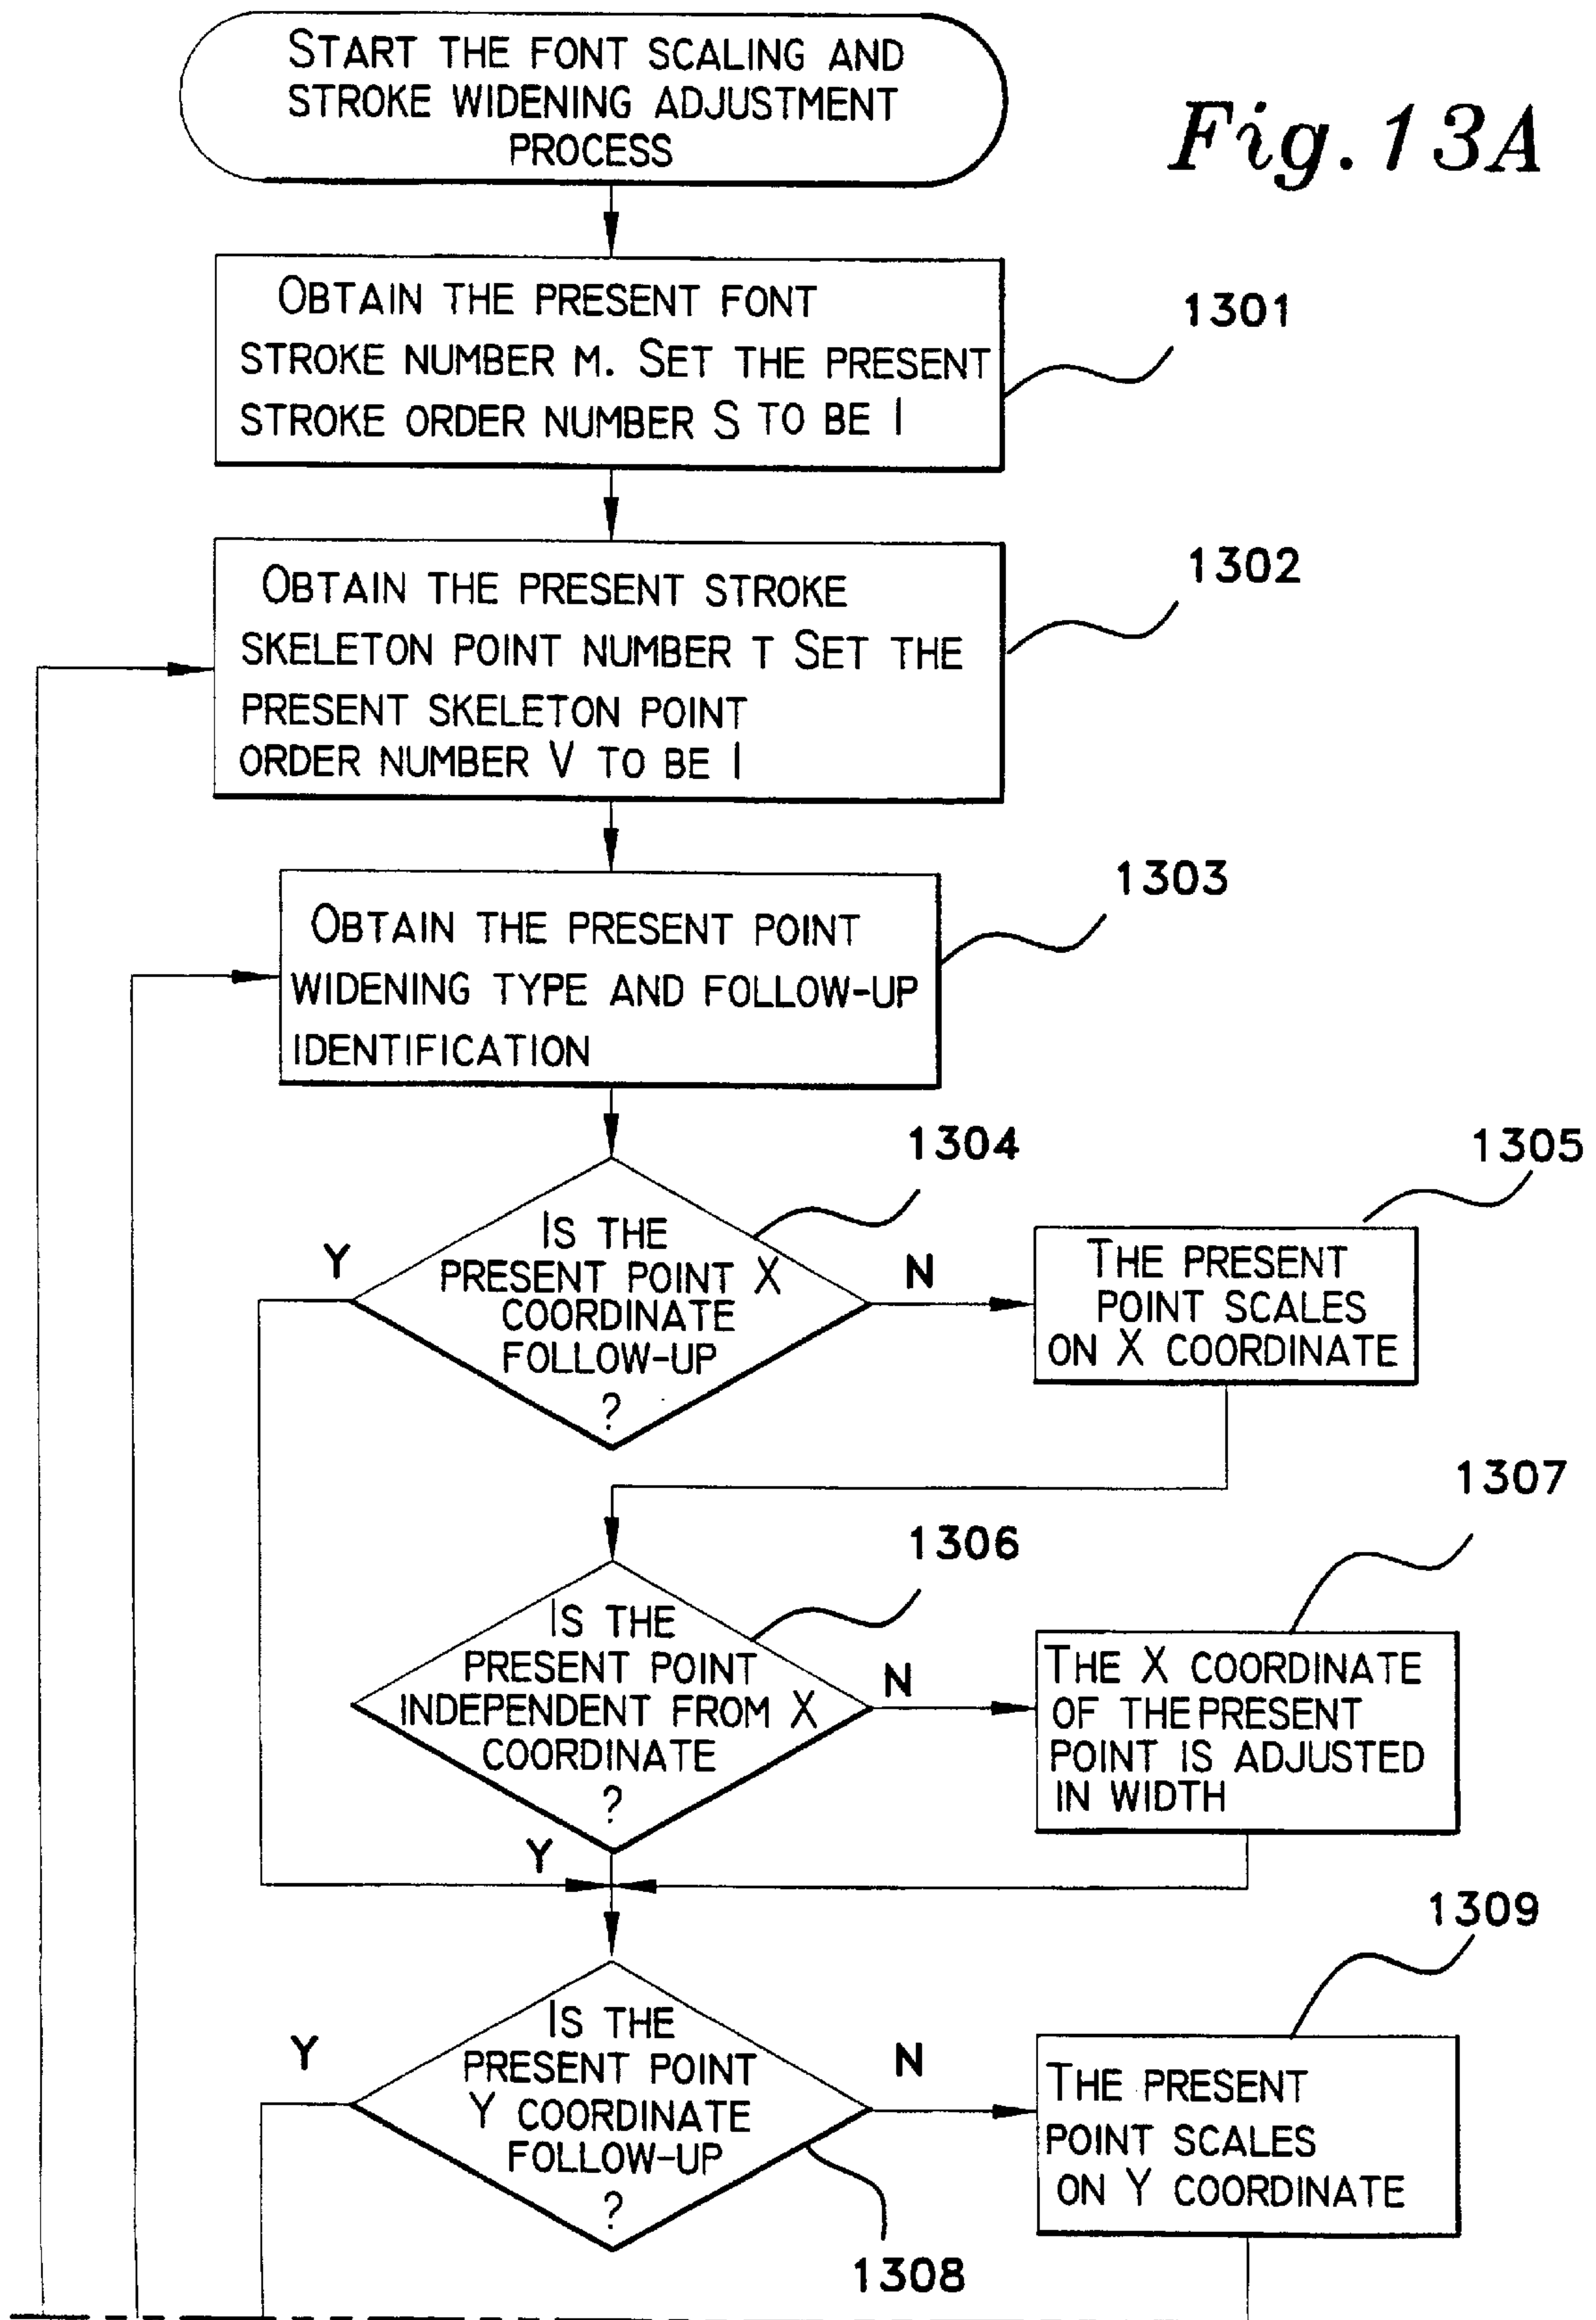 START THE FONT SCALING AND
STROKE WIDENING ADJUSTMENT
PROCESS
Fig. 13A
OBTAIN THE PRESENT FONT
STROKE NUMBER M. SET THE PRESENT
STROKE ORDER NUMBER S TO BE 1
1301
OBTAIN THE PRESENT STROKE
SKELETON POINT NUMBER T SET THE
PRESENT SKELETON POINT
ORDER NUMBER V TO BE 1
1302
OBTAIN THE PRESENT POINT
WIDENING TYPE AND FOLLOW-UP
IDENTIFICATION
1303
1304
IS THE
PRESENT POINT X
COORDINATE
FOLLOW-UP
?
Y
N
1305
THE PRESENT
POINT SCALES
ON X COORDINATE
1306
IS THE
PRESENT POINT
INDEPENDENT FROM X
COORDINATE
?
N
Y
1307
THE X COORDINATE
OF THE PRESENT
POINT IS ADJUSTED
IN WIDTH
IS THE
PRESENT POINT
Y COORDINATE
FOLLOW-UP
?
Y
N
1308
1309
THE PRESENT
POINT SCALES
ON Y COORDINATE